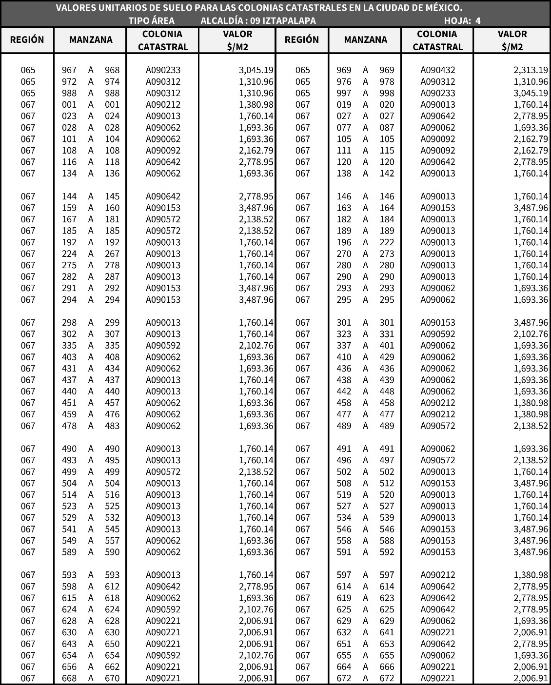 VALORES UNITARIOS DE SUELO PARA LAS COLONIAS CATASTRALES EN LA CIUDAD DE MÉXICO.
TIPO ÁREA ALCALDÍA : 09 IZTAPALAPA HOJA: 4
REGIÓN MANZANA COLONIA CATASTRAL VALOR $/M2 REGIÓN MANZANA COLONIA CATASTRAL VALOR $/M2
065 967 A 968 A090233 3,045.19 065 969 A 969 A090432 2,313.19
065 972 A 974 A090312 1,310.96 065 976 A 978 A090312 1,310.96
065 988 A 988 A090312 1,310.96 065 997 A 998 A090233 3,045.19
067 001 A 001 A090212 1,380.98 067 019 A 020 A090013 1,760.14
067 023 A 024 A090013 1,760.14 067 027 A 027 A090642 2,778.95
067 028 A 028 A090062 1,693.36 067 077 A 087 A090062 1,693.36
067 101 A 104 A090062 1,693.36 067 105 A 105 A090092 2,162.79
067 108 A 108 A090092 2,162.79 067 111 A 115 A090092 2,162.79
067 116 A 118 A090642 2,778.95 067 120 A 120 A090642 2,778.95
067 134 A 136 A090062 1,693.36 067 138 A 142 A090013 1,760.14
067 144 A 145 A090642 2,778.95 067 146 A 146 A090013 1,760.14
067 159 A 160 A090153 3,487.96 067 163 A 164 A090153 3,487.96
067 167 A 181 A090572 2,138.52 067 182 A 184 A090013 1,760.14
067 185 A 185 A090572 2,138.52 067 189 A 189 A090013 1,760.14
067 192 A 192 A090013 1,760.14 067 196 A 222 A090013 1,760.14
067 224 A 267 A090013 1,760.14 067 270 A 273 A090013 1,760.14
067 275 A 278 A090013 1,760.14 067 280 A 280 A090013 1,760.14
067 282 A 287 A090013 1,760.14 067 290 A 290 A090013 1,760.14
067 291 A 292 A090153 3,487.96 067 293 A 293 A090062 1,693.36
067 294 A 294 A090153 3,487.96 067 295 A 295 A090062 1,693.36
067 298 A 299 A090013 1,760.14 067 301 A 301 A090153 3,487.96
067 302 A 307 A090013 1,760.14 067 323 A 331 A090592 2,102.76
067 335 A 335 A090592 2,102.76 067 337 A 401 A090062 1,693.36
067 403 A 408 A090062 1,693.36 067 410 A 429 A090062 1,693.36
067 431 A 434 A090062 1,693.36 067 436 A 436 A090062 1,693.36
067 437 A 437 A090013 1,760.14 067 438 A 439 A090062 1,693.36
067 440 A 440 A090013 1,760.14 067 442 A 448 A090062 1,693.36
067 451 A 457 A090062 1,693.36 067 458 A 458 A090212 1,380.98
067 459 A 476 A090062 1,693.36 067 477 A 477 A090212 1,380.98
067 478 A 483 A090062 1,693.36 067 489 A 489 A090572 2,138.52
067 490 A 490 A090013 1,760.14 067 491 A 491 A090062 1,693.36
067 493 A 495 A090013 1,760.14 067 496 A 497 A090572 2,138.52
067 499 A 499 A090572 2,138.52 067 502 A 502 A090013 1,760.14
067 504 A 504 A090013 1,760.14 067 508 A 512 A090153 3,487.96
067 514 A 516 A090013 1,760.14 067 519 A 520 A090013 1,760.14
067 523 A 525 A090013 1,760.14 067 527 A 527 A090013 1,760.14
067 529 A 532 A090013 1,760.14 067 534 A 539 A090013 1,760.14
067 541 A 545 A090013 1,760.14 067 546 A 546 A090153 3,487.96
067 549 A 557 A090062 1,693.36 067 558 A 588 A090153 3,487.96
067 589 A 590 A090062 1,693.36 067 591 A 592 A090153 3,487.96
067 593 A 593 A090013 1,760.14 067 597 A 597 A090212 1,380.98
067 598 A 612 A090642 2,778.95 067 614 A 614 A090642 2,778.95
067 615 A 618 A090062 1,693.36 067 619 A 623 A090642 2,778.95
067 624 A 624 A090592 2,102.76 067 625 A 625 A090642 2,778.95
067 628 A 628 A090221 2,006.91 067 629 A 629 A090062 1,693.36
067 630 A 630 A090221 2,006.91 067 632 A 641 A090221 2,006.91
067 643 A 650 A090221 2,006.91 067 651 A 653 A090642 2,778.95
067 654 A 654 A090592 2,102.76 067 655 A 655 A090062 1,693.36
067 656 A 662 A090221 2,006.91 067 664 A 666 A090221 2,006.91
067 668 A 670 A090221 2,006.91 067 672 A 672 A090221 2,006.91